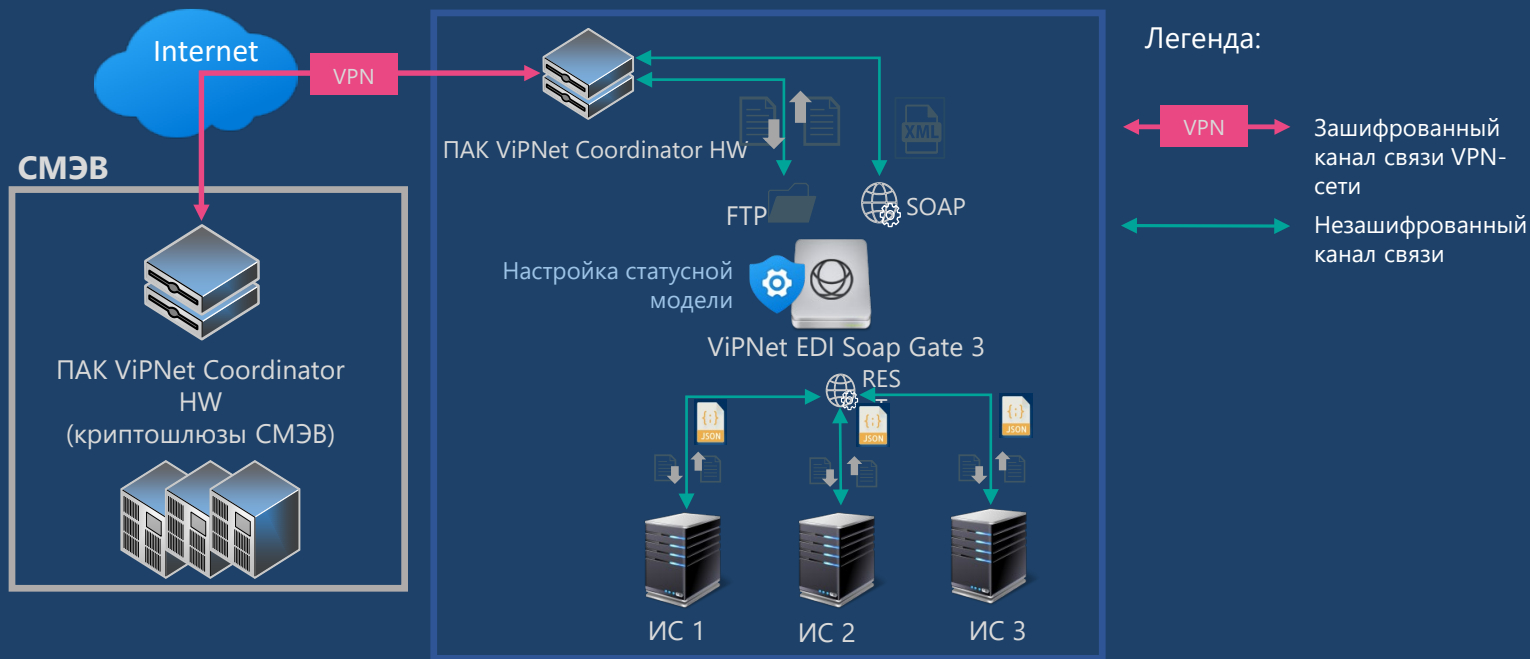 Internet
VPN
СМЭВ
ПАК ViPNet Coordinator
HW
(криптошлюзы СМЭВ)
ПАК ViPNet Coordinator HW
XML
FTP
SOAP
Настройка статусной
модели
ViPNet EDI Soap Gate 3
RES
T
{;}
JSON
{;}
JSON
{;}
JSON
ИС 1
ИС 2
ИС 3
Легенда:
VPN
Зашифрованный
канал связи VPN-
сети
Незашифрованный
канал связи